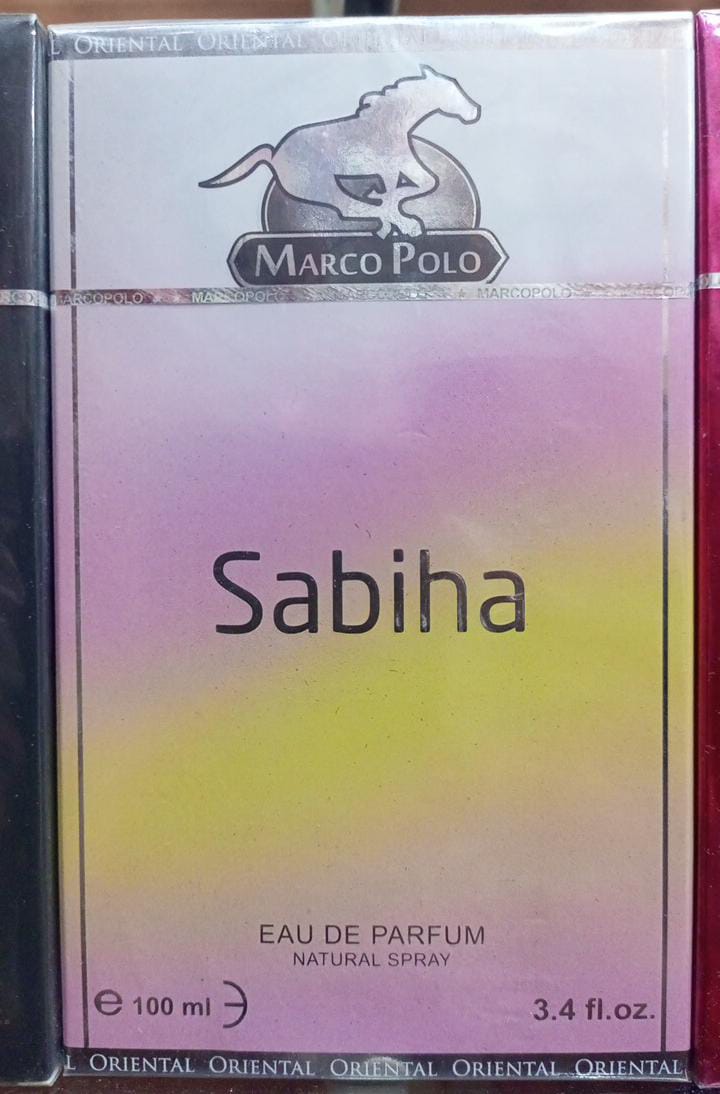 L ORIENTAL ORIENTAL
MARCO POLO
MARCOPOLO MARCOPOLO MARCOPOLO
Sabiha
EAU DE PARFUM
NATURAL SPRAY
e 100 ml
3.4 fl.oz.
L ORIENTAL ORIENTAL ORIENTAL ORIENTAL ORIENTAL